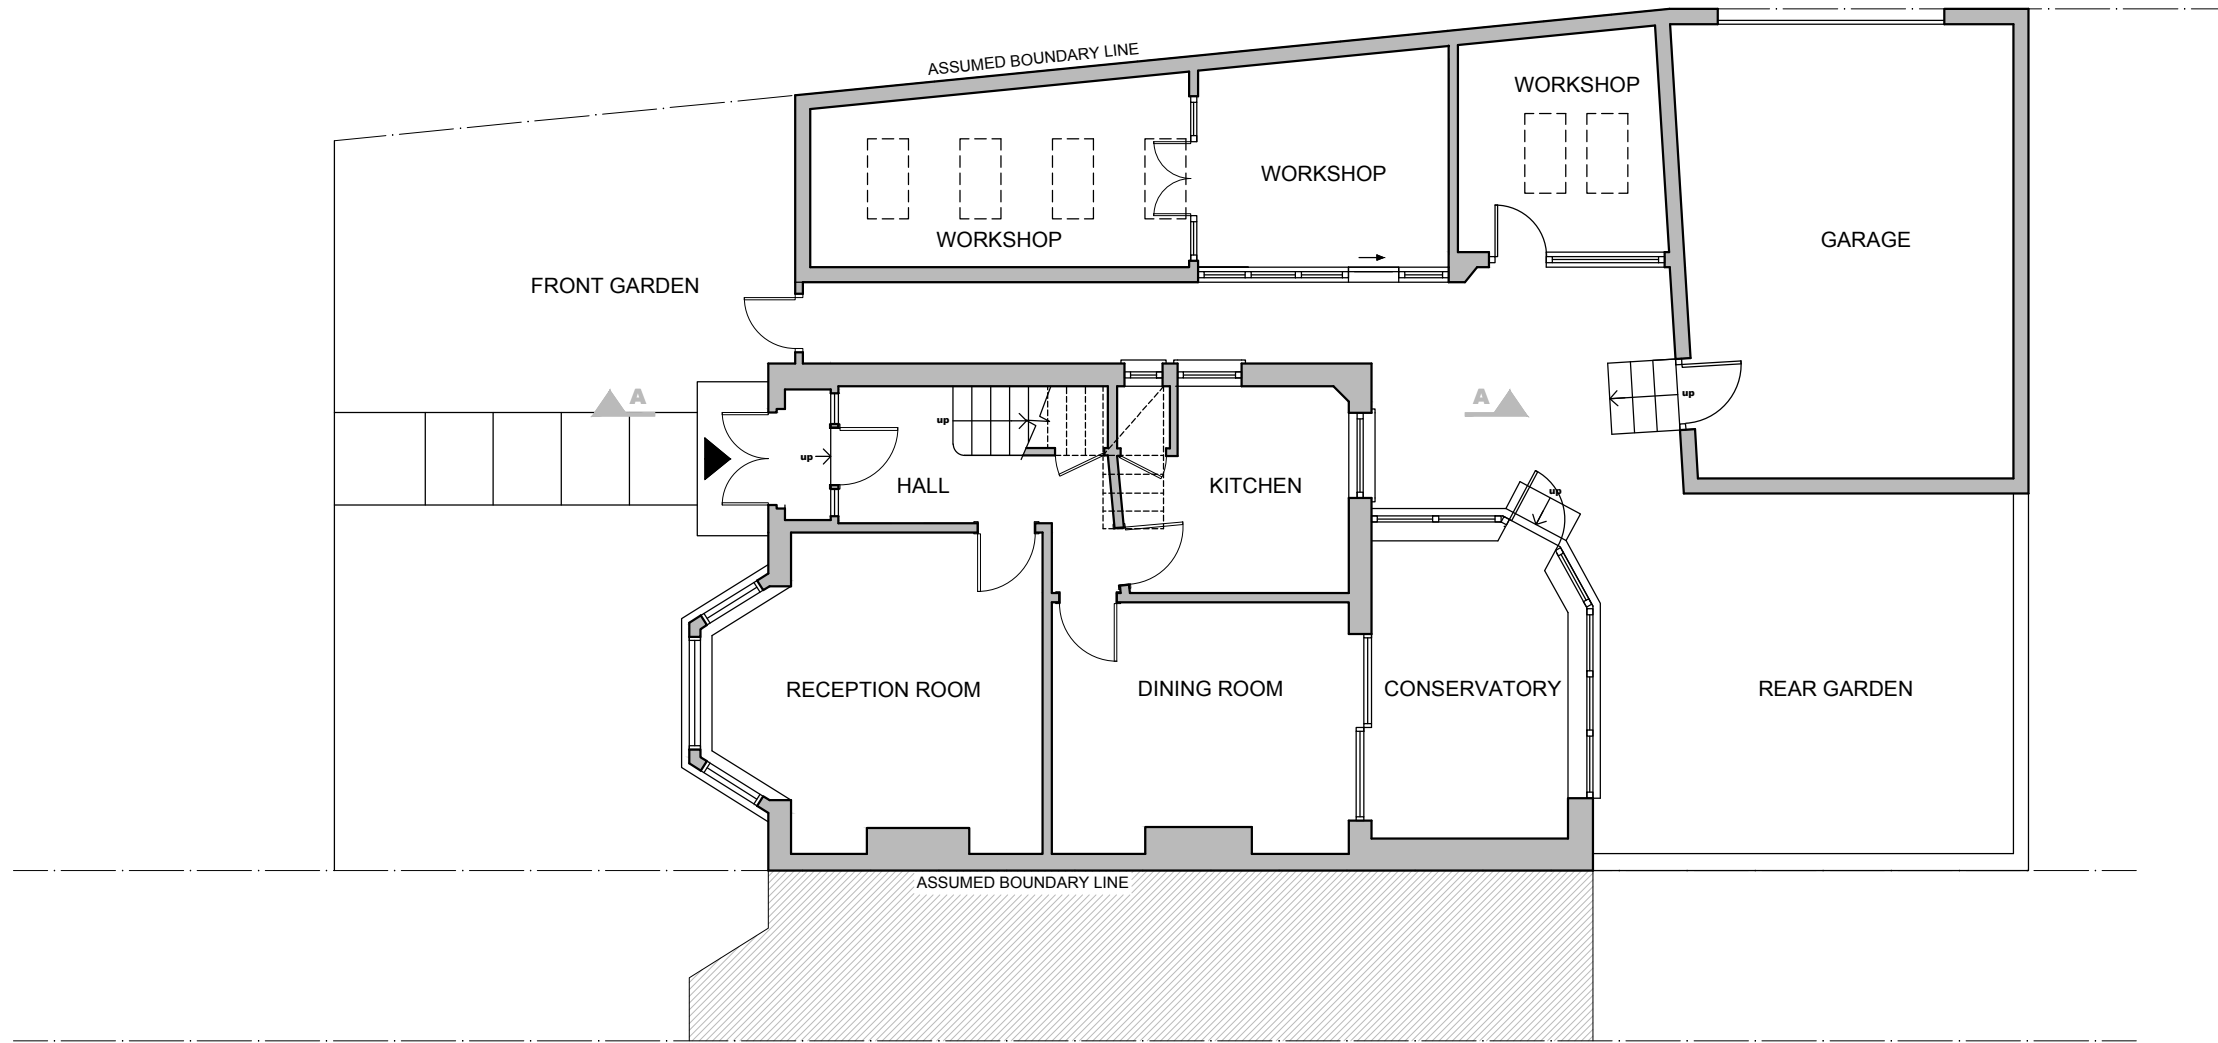 ASSUMED BOUNDARY LINE
WORKSHOP
WORKSHOP
WORKSHOP
GARAGE
FRONT GARDEN
A
A
up
up
up
up
HALL
KITCHEN
RECEPTION ROOM
DINING ROOM
CONSERVATORY
REAR GARDEN
ASSUMED BOUNDARY LINE